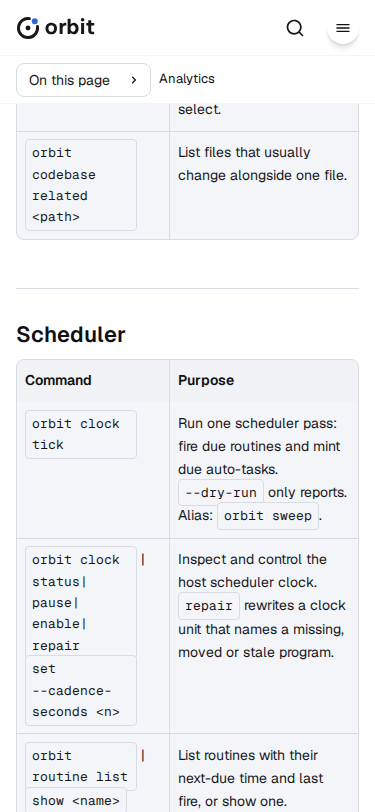 orbit
On this page
Analytics
select.
orbit
codebase
related
<path>
List files that usually
change alongside one file.
Scheduler
Command
Purpose
orbit clock
tick
Run one scheduler pass:
fire due routines and mint
due auto-tasks.
--dry-run only reports.
Alias: orbit sweep.
orbit clock |
status|
pause|
enable|
repair
set
--cadence-
seconds <n>
Inspect and control the
host scheduler clock.
repair rewrites a clock
unit that names a missing,
moved or stale program.
orbit |
routine list
show <name>
List routines with their
next-due time and last
fire, or show one.